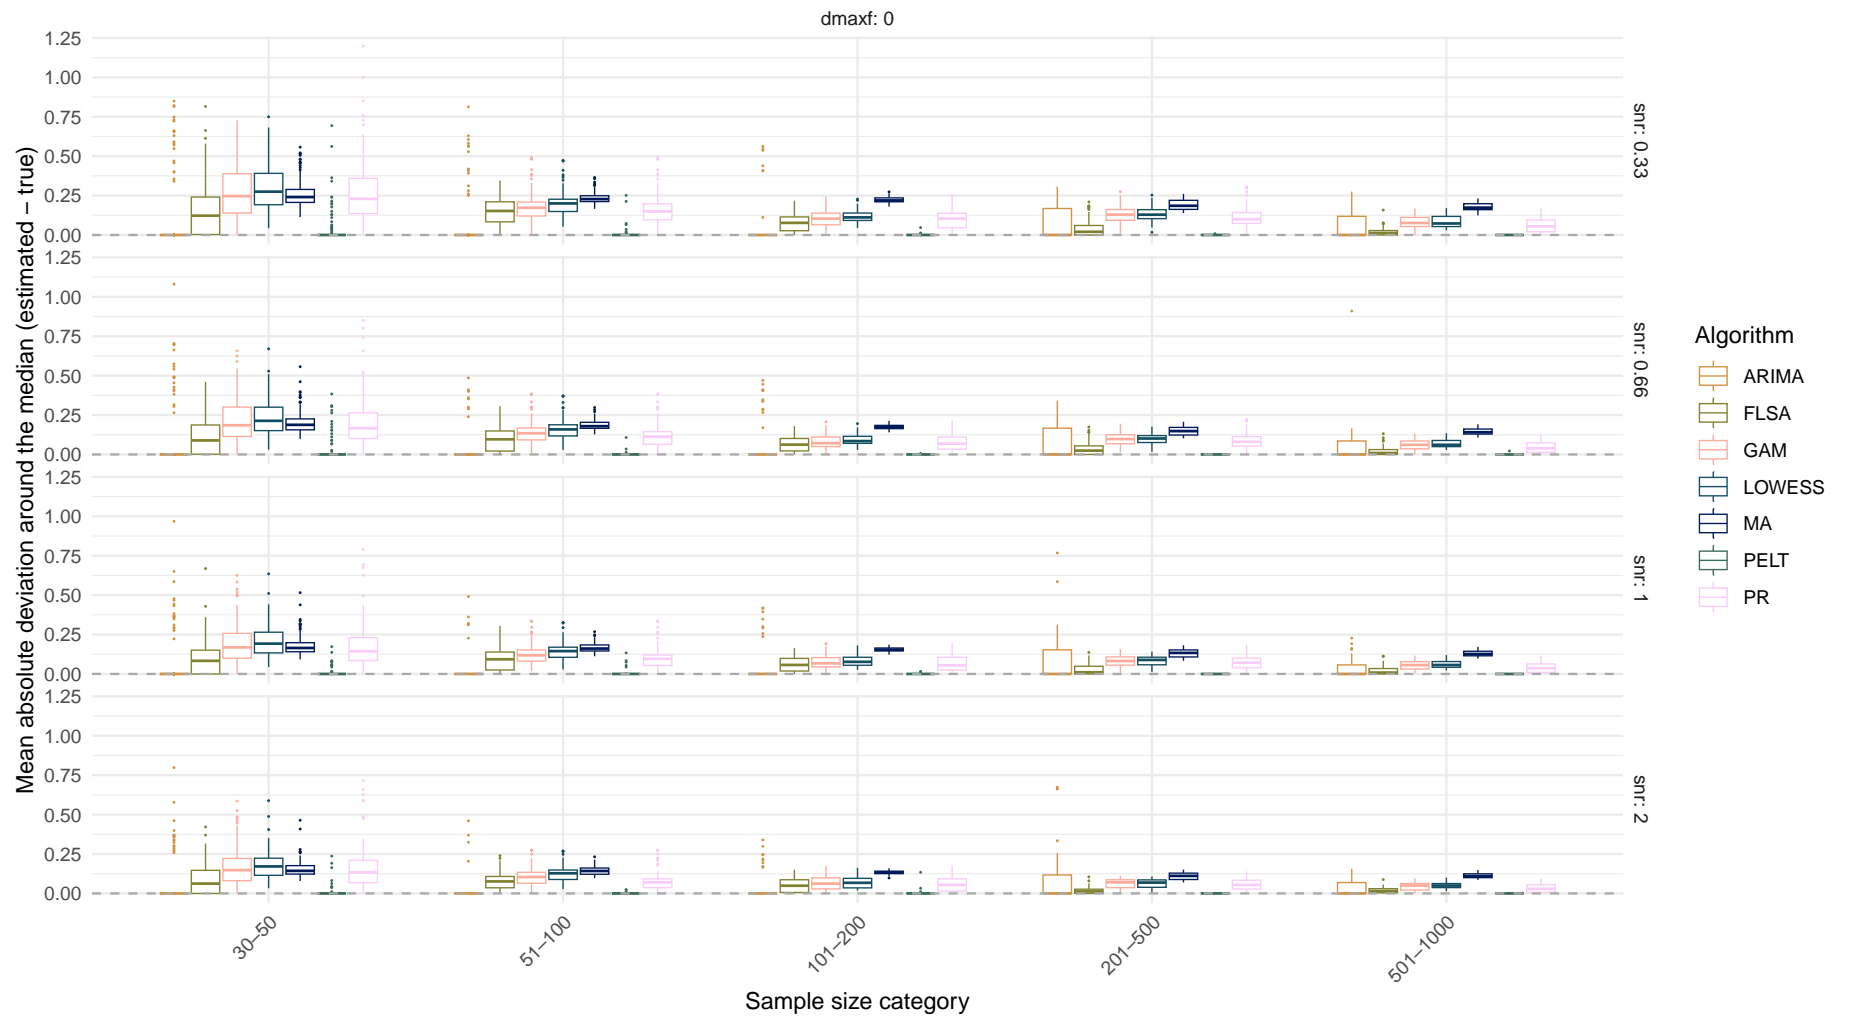 dmaxf: 0
Mean absolute deviation around the median (estimated – true)
1.25
1.00
0.75
0.50
0.25
0.00
snr: 0.33
1.25
1.00
0.75
0.50
0.25
0.00
snr: 0.66
1.25
1.00
0.75
0.50
0.25
0.00
snr: 1
1.25
1.00
0.75
0.50
0.25
0.00
snr: 2
30–50
51–100
101–200
201–500
501–1000
Sample size category
Algorithm
ARIMA
FLSA
GAM
LOWESS
MA
PELT
PR